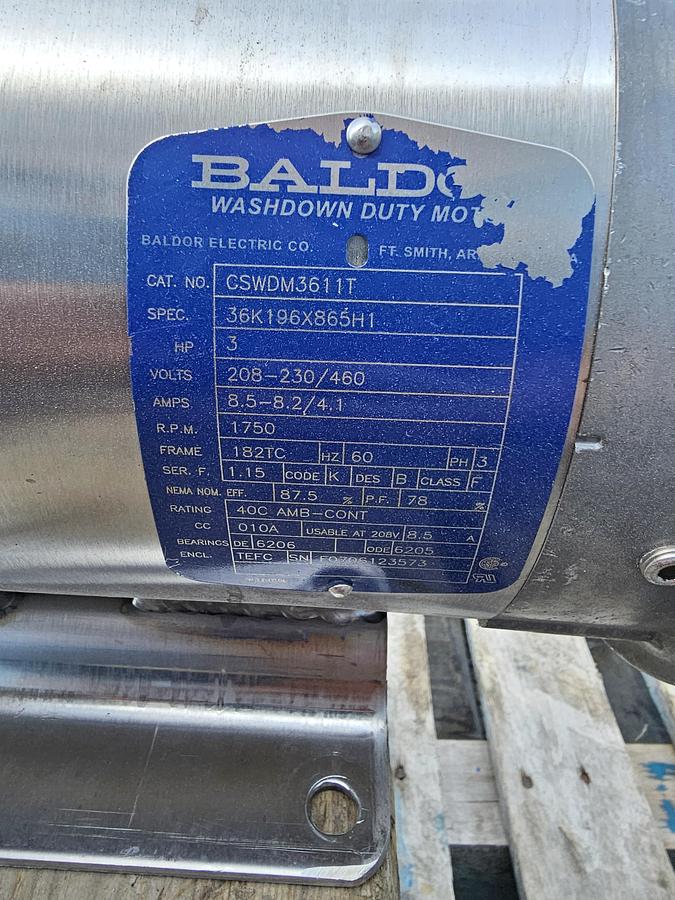 BALDO
WASHDOWN DUTY MOT
BALDOR ELECTRIC CO. FT. SMITH, AR
CAT. NO. CSWDM3611T
SPEC. 36K196X865H1
HP 3
VOLTS 208-230/460
AMPS 8.5-8.2/4.1
R.P.M. 1750
FRAME 182TC HZ 60 PH 3
SER. F. 1.15 CODE K DES B CLASS F
NEMA NOM. EFF. 87.5 % P.F. 78 %
RATING 40C AMB-CONT
CC 010A USABLE AT 208V 8.5 A
BEARINGS DE 6206 ODE 6205
ENCL. TEFC SN F0706123573